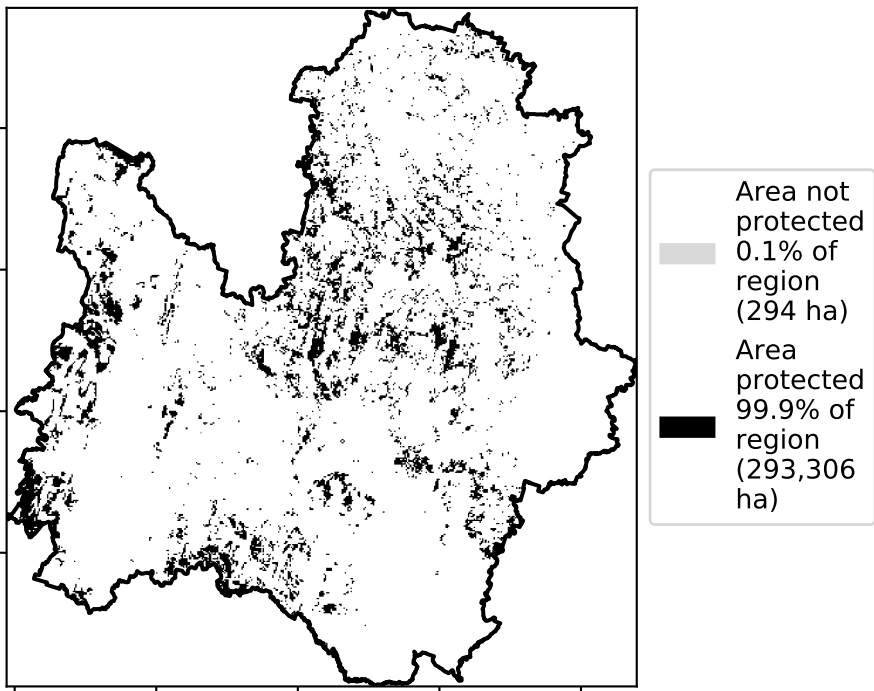 Area not
protected
0.1% of
region
(294 ha)
Area
protected
99.9% of
region
(293,306
ha)